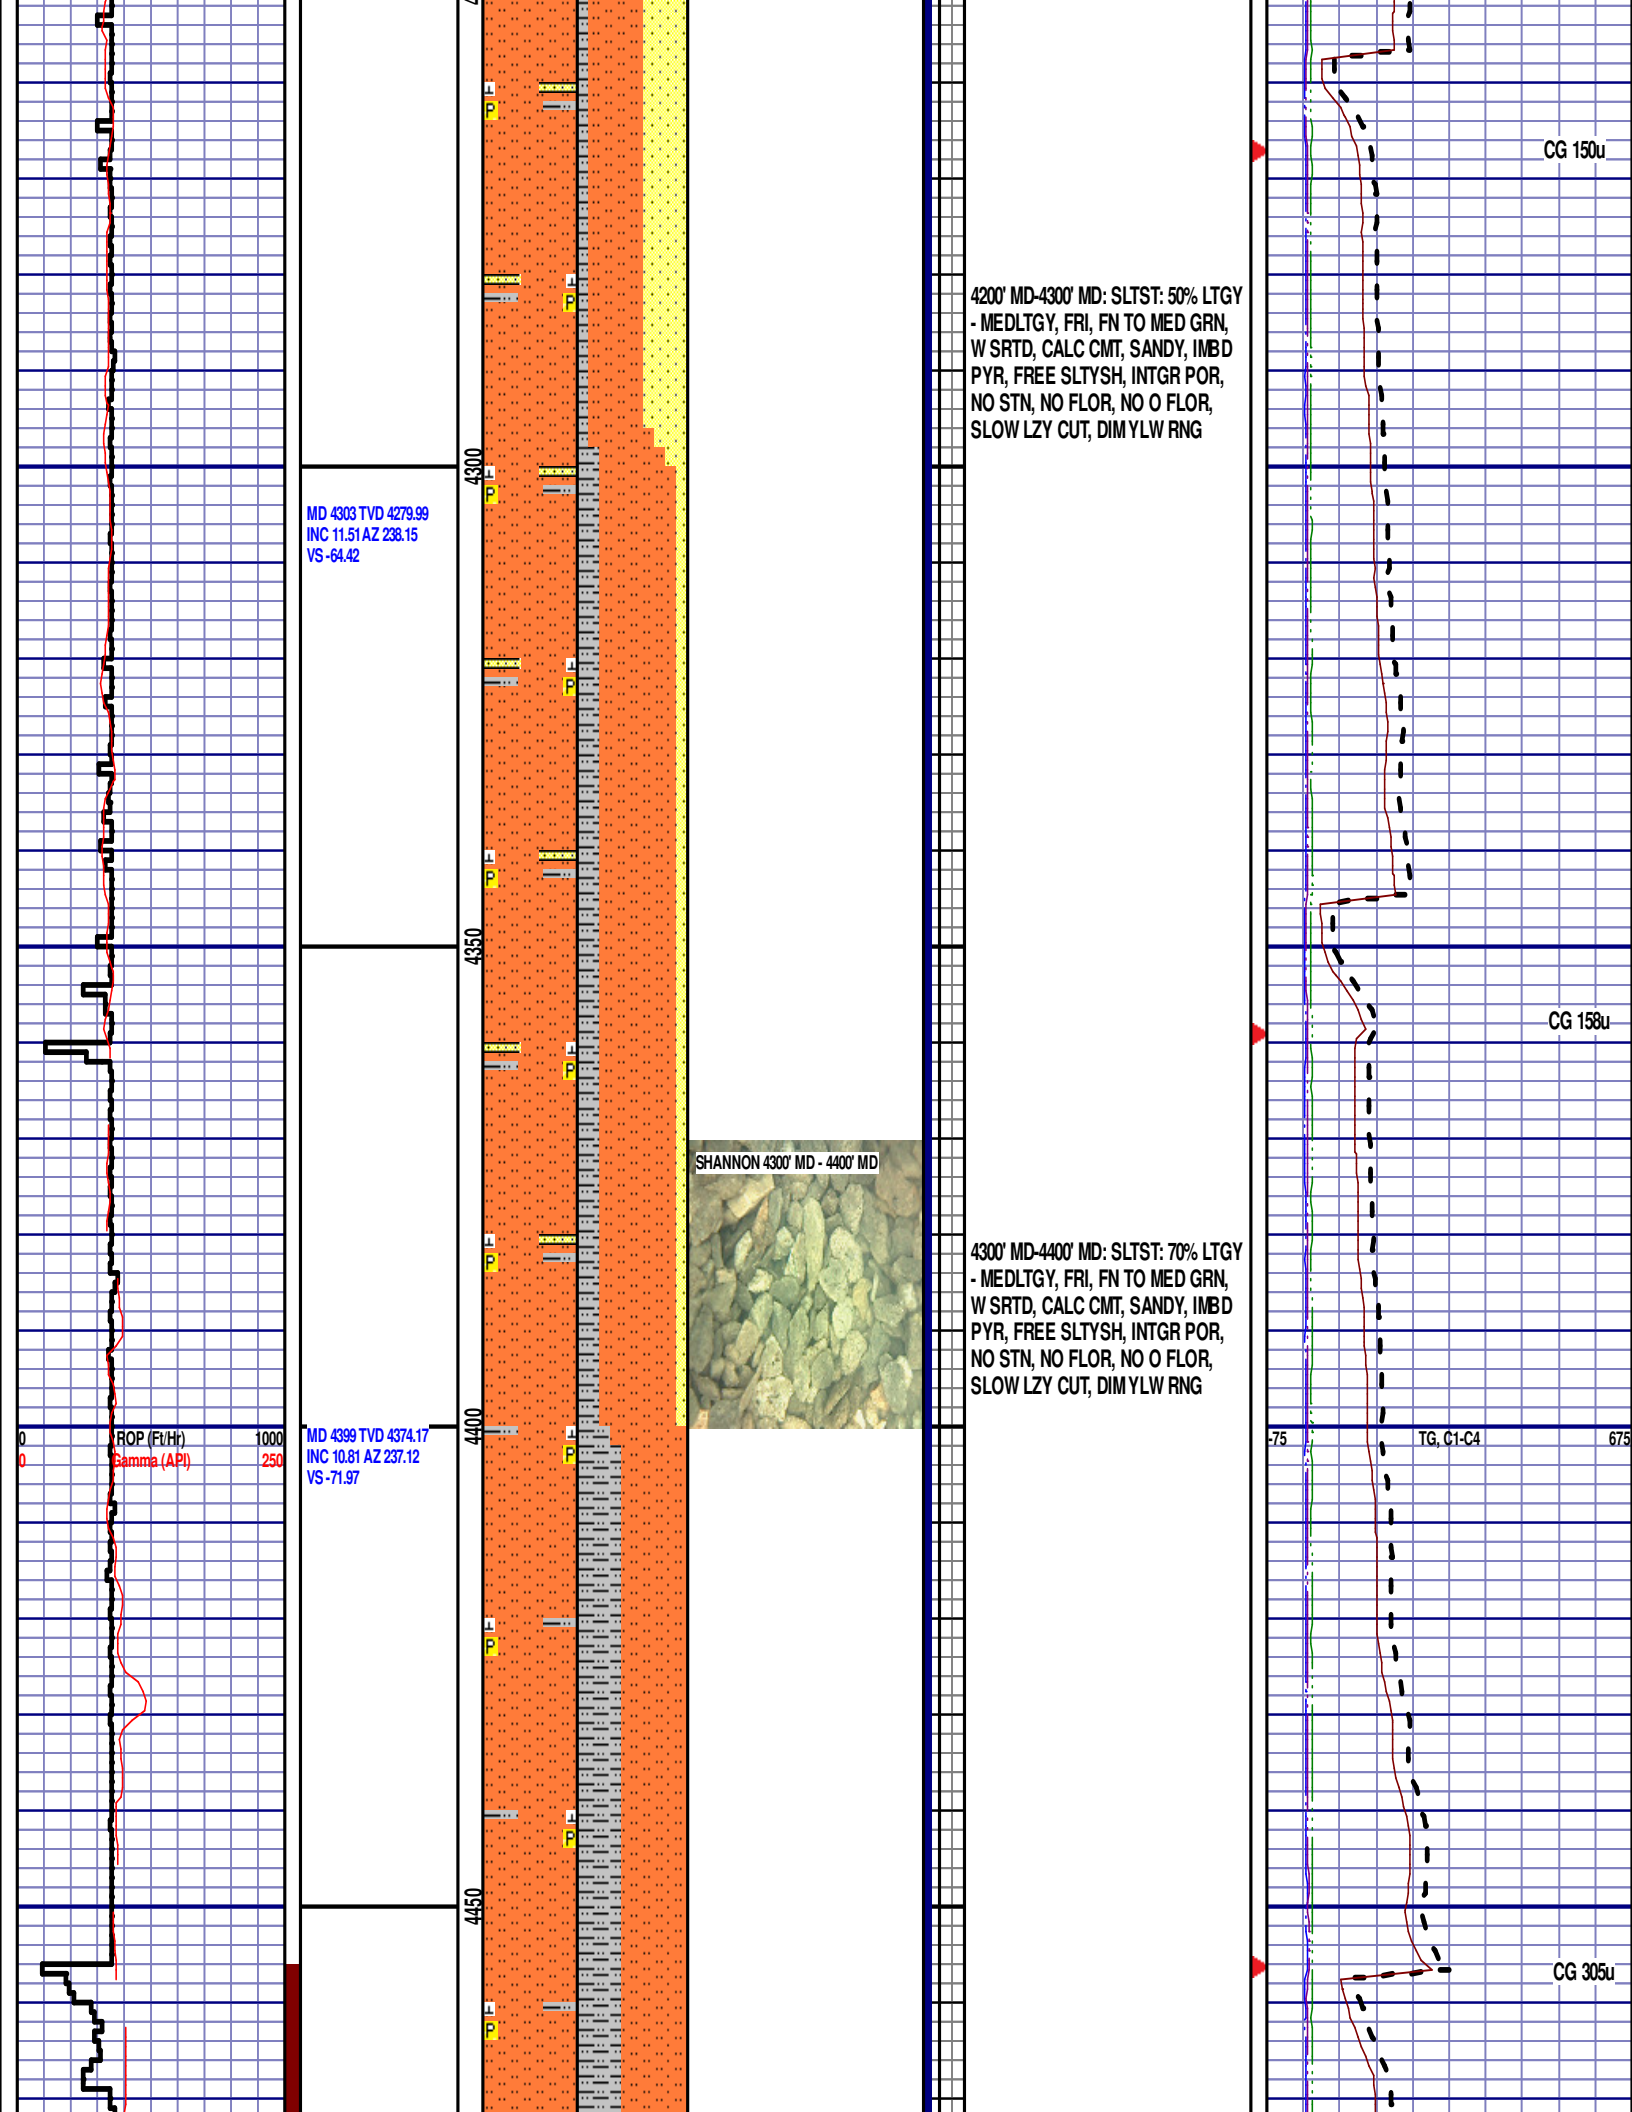 CG 150u
4200' MD-4300' MD: SLTST: 50% LTGY
- MEDLTGY, FRI, FN TO MED GRN,
W SRTD, CALC CMT, SANDY, IMBD
PYR, FREE SLTYSH, INTGR POR,
NO STN, NO FLOR, NO O FLOR,
SLOW LZY CUT, DIM YLW RNG
4300
MD 4303 TVD 4279.99
INC 11.51 AZ 238.15
VS -64.42
P
P
P
P
P
P
P
4350
CG 158u
SHANNON 4300' MD - 4400' MD
4300' MD-4400' MD: SLTST: 70% LTGY
- MEDLTGY, FRI, FN TO MED GRN,
W SRTD, CALC CMT, SANDY, IMBD
PYR, FREE SLTYSH, INTGR POR,
NO STN, NO FLOR, NO O FLOR,
SLOW LZY CUT, DIM YLW RNG
4400
0 ROP (Ft/Hr) 1000
0 Gamma (API) 250
MD 4399 TVD 4374.17
INC 10.81 AZ 237.12
VS -71.97
-75 TG, C1-C4 675
P
P
P
4450
CG 305u
P